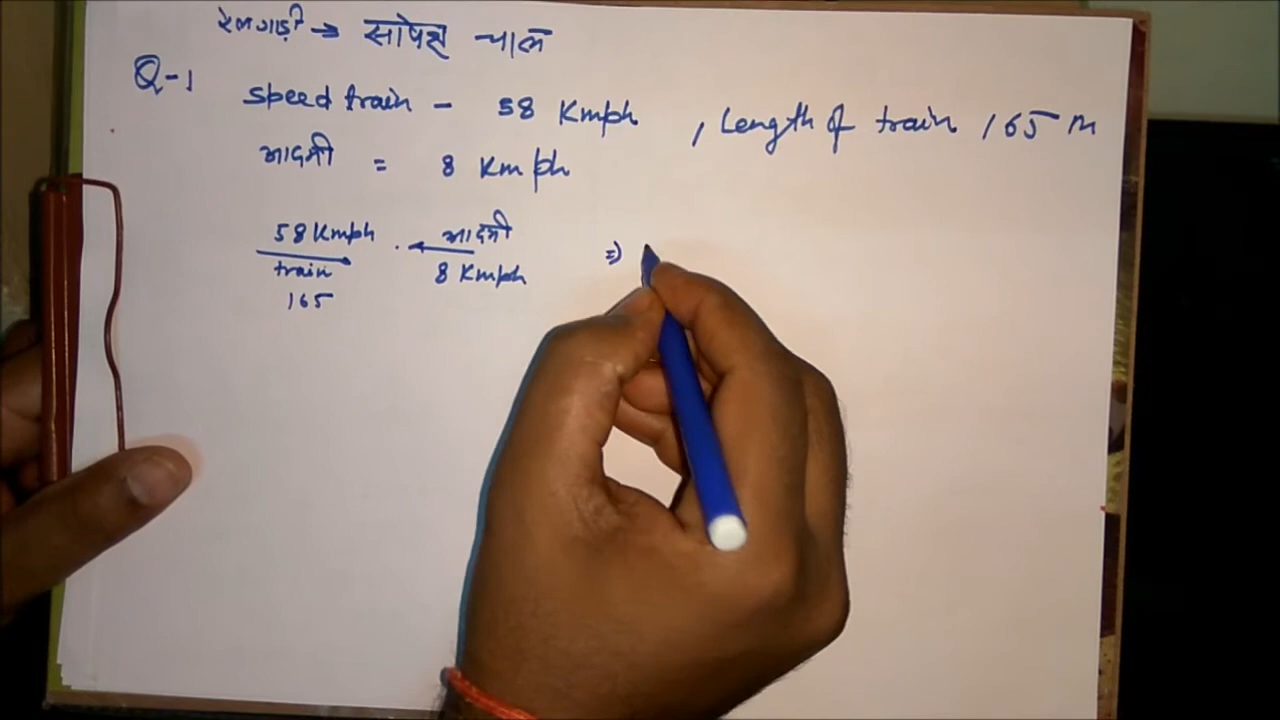 रेलगाड़ी → सापेक्ष चाल
Q-1
speed train - 58 Kmph , Length of train 165 m
आदमी = 8 Kmph
58 Kmph आदमी ⇒
train 8 Kmph
165